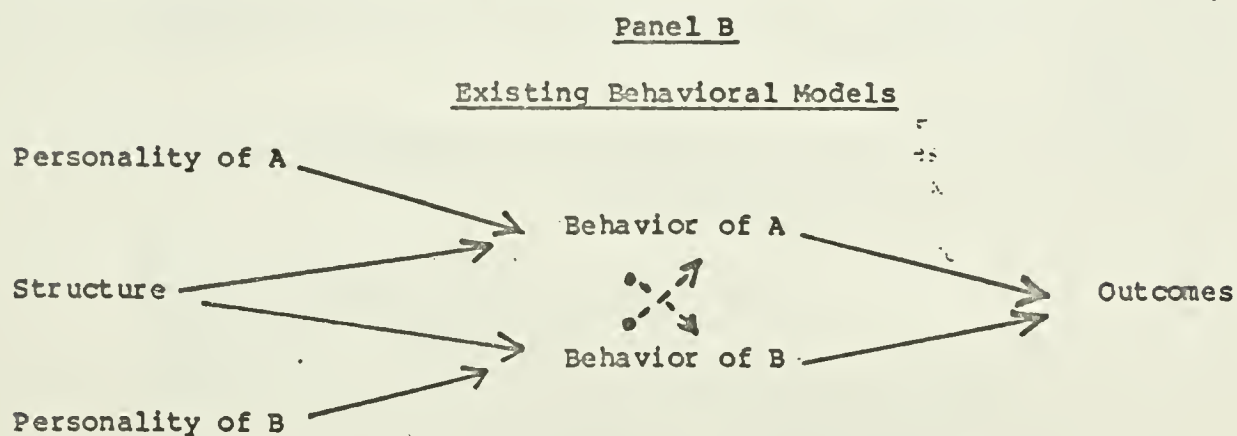 Panel B
Existing Behavioral Models
Personality of A
Behavior of A
Structure
Outcomes
Behavior of B
Personality of B